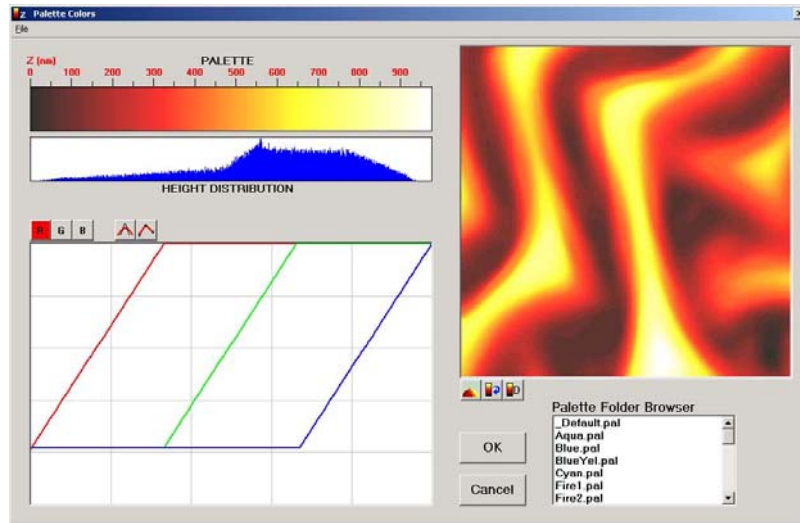 Z Palette Colors
File
PALETTE
Z (nm)
0 100 200 300 400 500 600 700 800 900
HEIGHT DISTRIBUTION
R G B
D
Palette Folder Browser
_Default.pal
Aqua.pal
Blue.pal
BlueYel.pal
Cyan.pal
Fire1.pal
Fire2.pal
OK
Cancel